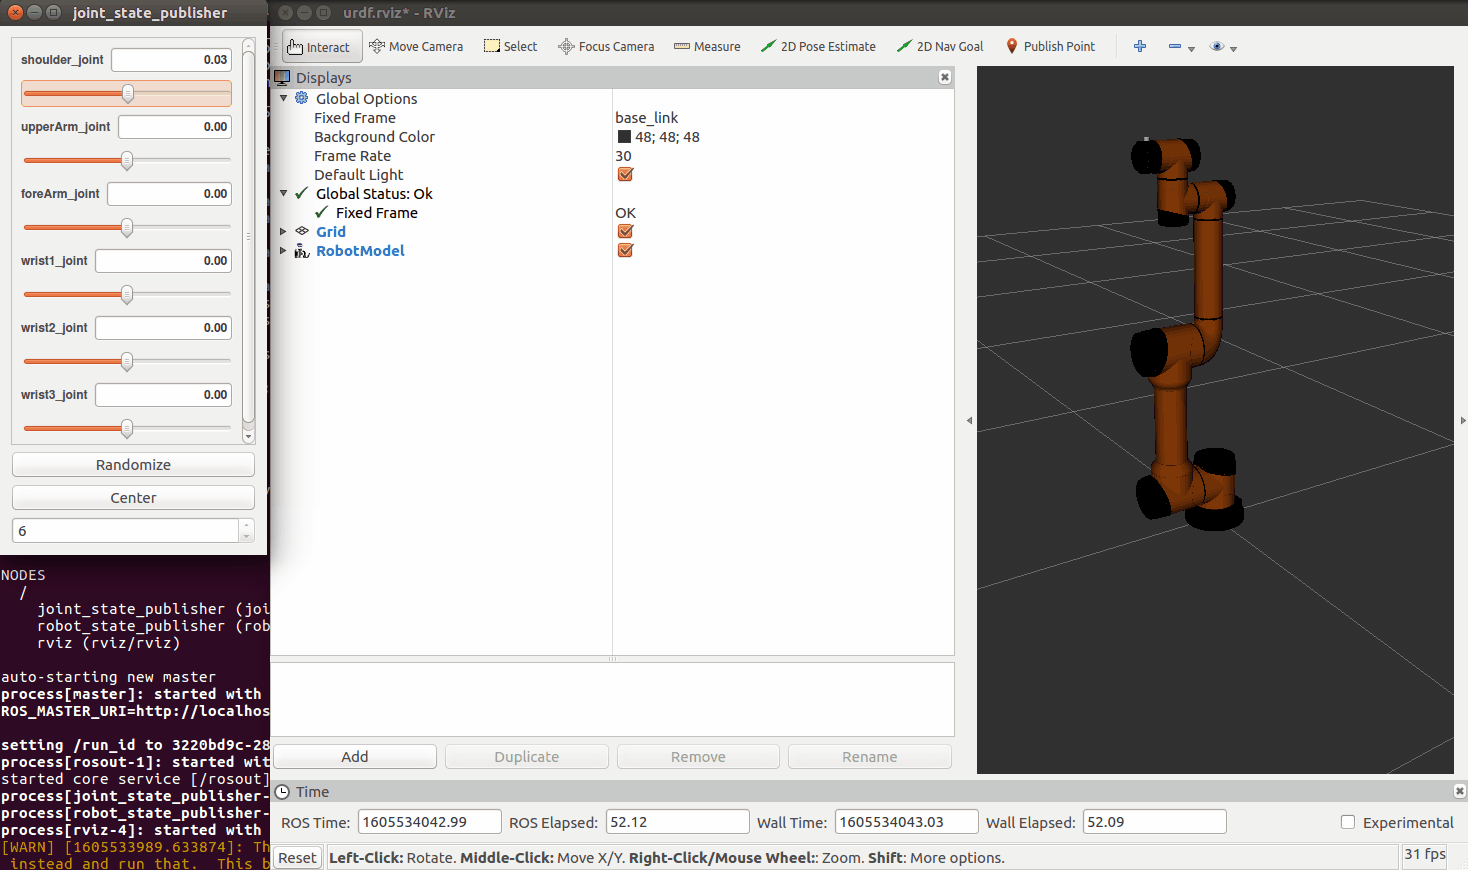 joint_state_publisher
shoulder_joint 0.03
upperArm_joint 0.00
foreArm_joint 0.00
wrist1_joint 0.00
wrist2_joint 0.00
wrist3_joint 0.00
Randomize
Center
6
NODES
/
joint_state_publisher (joi
robot_state_publisher (rob
rviz (rviz/rviz)
auto-starting new master
process[master]: started with
ROS_MASTER_URI=http://localhos
setting /run_id to 3220bd9c-28
process[rosout-1]: started wit
started core service [/rosout]
process[joint_state_publisher-
process[robot_state_publisher-
process[rviz-4]: started with
[WARN] [1605533989.633874]: Th
instead and run that. This b
urdf.rviz* - RViz
Interact Move Camera Select Focus Camera Measure 2D Pose Estimate 2D Nav Goal Publish Point
Displays
Global Options
Fixed Frame base_link
Background Color 48; 48; 48
Frame Rate 30
Default Light
Global Status: Ok
Fixed Frame OK
Grid
RobotModel
Add Duplicate Remove Rename
Time
ROS Time: 1605534042.99 ROS Elapsed: 52.12 Wall Time: 1605534043.03 Wall Elapsed: 52.09 Experimental
Reset Left-Click: Rotate. Middle-Click: Move X/Y. Right-Click/Mouse Wheel:: Zoom. Shift: More options. 31 fps